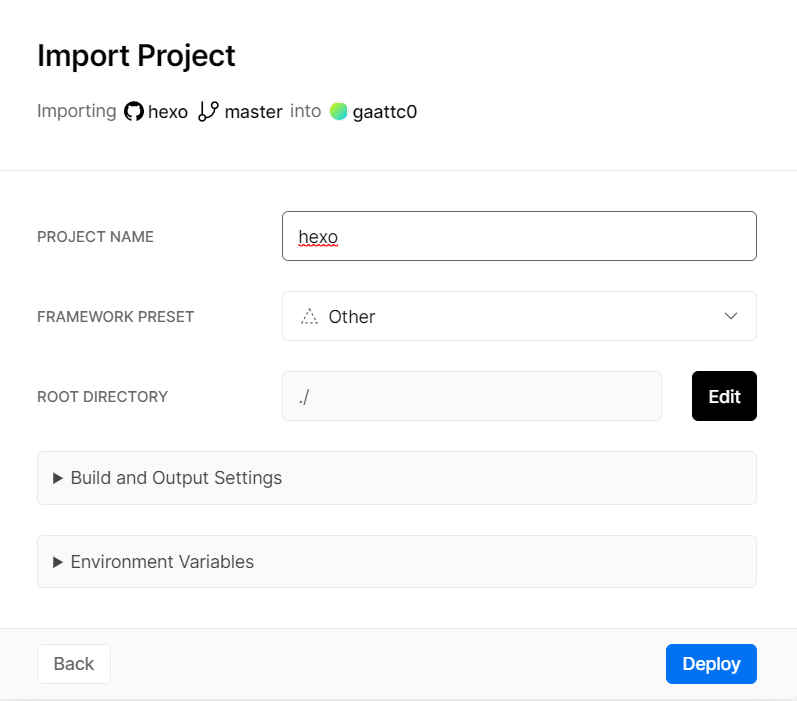 Import Project
Importing hexo master into gaattc0
PROJECT NAME hexo
FRAMEWORK PRESET Other
ROOT DIRECTORY ./ Edit
Build and Output Settings
Environment Variables
Back Deploy